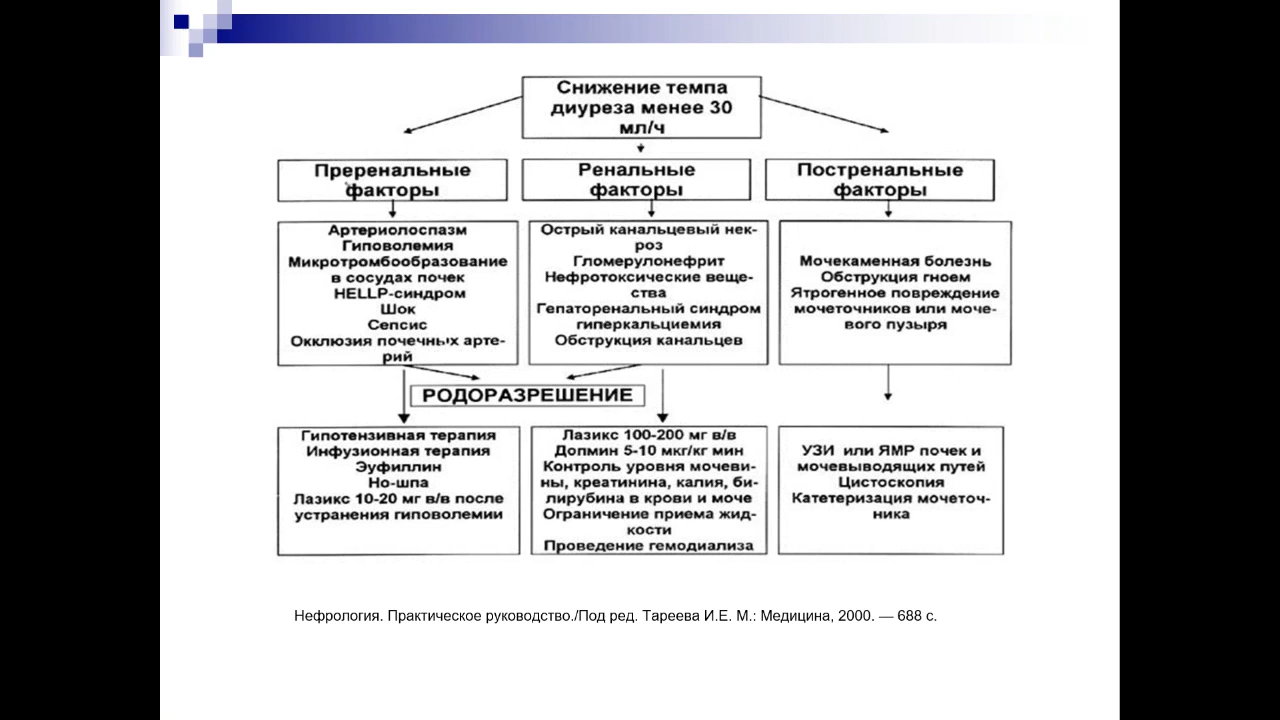 Снижение темпа
диуреза менее 30
мл/ч
Преренальные
факторы
Ренальные
факторы
Постренальные
факторы
Артериолоспазм
Гиповолемия
Микротромбообразование
в сосудах почек
HELLP-синдром
Шок
Сепсис
Окклюзия почечных арте-
рий
Острый канальцевый нек-
роз
Гломерулонефрит
Нефротоксические веще-
ства
Гепаторенальный синдром
гиперкальциемия
Обструкция канальцев
Мочекаменная болезнь
Обструкция гноем
Ятрогенное повреждение
мочеточников или моче-
вого пузыря
РОДОРАЗРЕШЕНИЕ
Гипотензивная терапия
Инфузионная терапия
Эуфиллин
Но-шпа
Лазикс 10-20 мг в/в после
устранения гиповолемии
Лазикс 100-200 мг в/в
Допмин 5-10 мкг/кг мин
Контроль уровня мочеви-
ны, креатинина, калия, би-
лирубина в крови и моче
Ограничение приема жид-
кости
Проведение гемодиализа
УЗИ или ЯМР почек и
мочевыводящих путей
Цистоскопия
Катетеризация мочеточ-
ника
Нефрология. Практическое руководство./Под ред. Тареева И.Е. М.: Медицина, 2000. — 688 с.